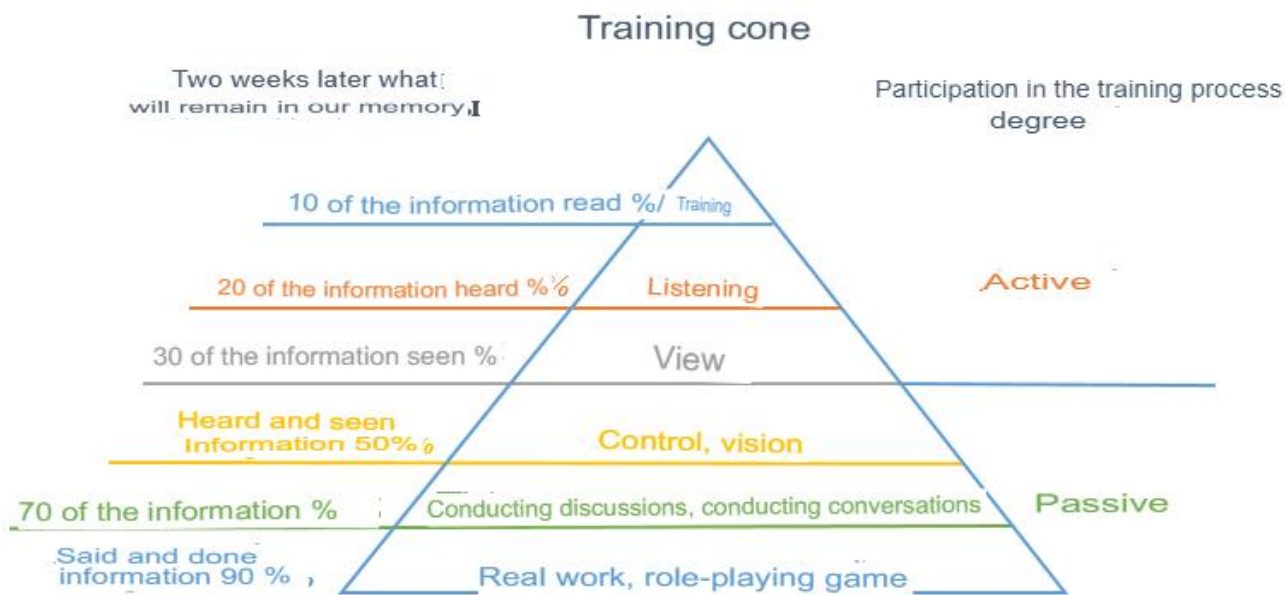 Training cone
Two weeks later what
will remain in our memory,
Participation in the training process
degree
10 of the information read %/ Training
20 of the information heard %% Listening
Active
30 of the information seen % View
Heard and seen
Information 50%
Control, vision
70 of the information % Conducting discussions, conducting conversations
Passive
Said and done
information 90 % ,
Real work, role-playing game